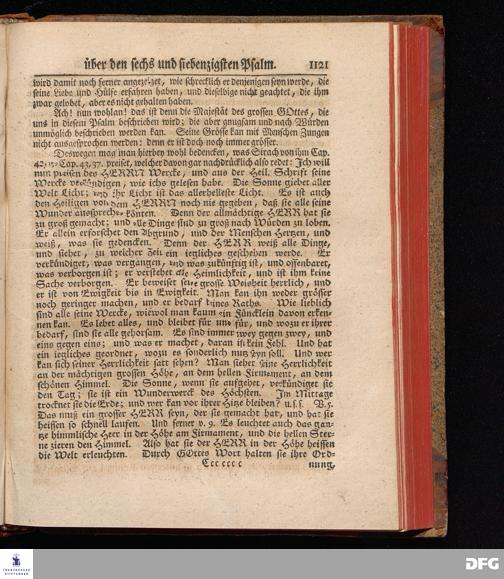 über den sechs und siebenzigsten Psalm. 1121
wird damit noch ferner angezeiget, wie schrecklich er denjenigen seyn werde, die
seine Liebe und Hülfe erfahren haben, und dieselbige nicht geachtet, die ihm
zwar gelobet, aber es nicht gehalten haben.
Ach! nun wohlan! das ist denn die Majestät des grossen GOttes, die
uns in diesem Psalm beschrieben wird; die aber gnugsam und nach Würden
unmöglich beschrieben werden kan. Seine Grösse kan mit Menschen Zungen
nicht ausgesprochen werden: denn er ist doch noch immer grösser.
Deswegen mag man hierbey wohl bedencken, was Sirach von ihm Cap.
42, 15- Cap. 43, 37. preiset, welcher davon gar nachdrücklich also redet: Ich will
nun preisen des HERRN Wercke, und aus der Heil. Schrift seine
Wercke verkündigen, wie ichs gelesen habe. Die Sonne giebet aller
Welt Licht; und ihr Licht ist das allerhelleste Licht. Es ist auch
den Heiligen von dem HERRN noch nie gegeben, daß sie alle seine
Wunder aussprechen könten. Denn der allmächtige HERR hat sie
zu groß gemacht; und alle Dinge sind zu groß nach Würden zu loben.
Er allein erforschet den Abgrund, und der Menschen Hertzen, und
weiß, was sie gedencken. Denn der HERR weiß alle Dinge,
und siehet, zu welcher Zeit ein iegliches geschehen werde. Er
verkündiget, was vergangen, und was zukünftig ist, und offenbaret,
was verborgen ist; er verstehet alle Heimlichkeit, und ist ihm keine
Sache verborgen. Er beweiset seine grosse Weisheit herrlich, und
er ist von Ewigkeit bis in Ewigkeit. Man kan ihn weder grösser
noch geringer machen, und er bedarf keines Raths. Wie lieblich
sind alle seine Wercke, wiewol man kaum ein Füncklein davon erken-
nen kan. Es lebet alles, und bleibet für und für, und wozu er ihrer
bedarf, sind sie alle gehorsam. Es sind immer zwey gegen zwey, und
eins gegen eins; und was er machet, daran ist kein Fehl. Und hat
ein iegliches geordnet, wozu es sonderlich nutz seyn soll. Und wer
kan sich seiner Herrlichkeit satt sehen? Man siehet seine Herrlichkeit
an der mächtigen grossen Höhe, an dem hellen Firmament, an dem
schönen Himmel. Die Sonne, wenn sie aufgehet, verkündiget sie
den Tag; sie ist ein Wunderwerck des Höchsten. Im Mittage
trocknet sie die Erde; und wer kan vor ihrer Hitze bleiben? u.s.f. V. 5.
Das muß ein grosser HERR seyn, der sie gemacht hat, und hat sie
heissen so schnell laufen. Und ferner v. 9. Es leuchtet auch das gan-
ze himmlische Heer in der Höhe am Firmament, und die hellen Ster-
ne zieren den Himmel. Also hat sie der HERR in der Höhe heissen
die Welt erleuchten. Durch GOttes Wort halten sie ihre Ord-
Ccc ccc c nung,
FRANCKESCHE STIFTUNGEN
DFG